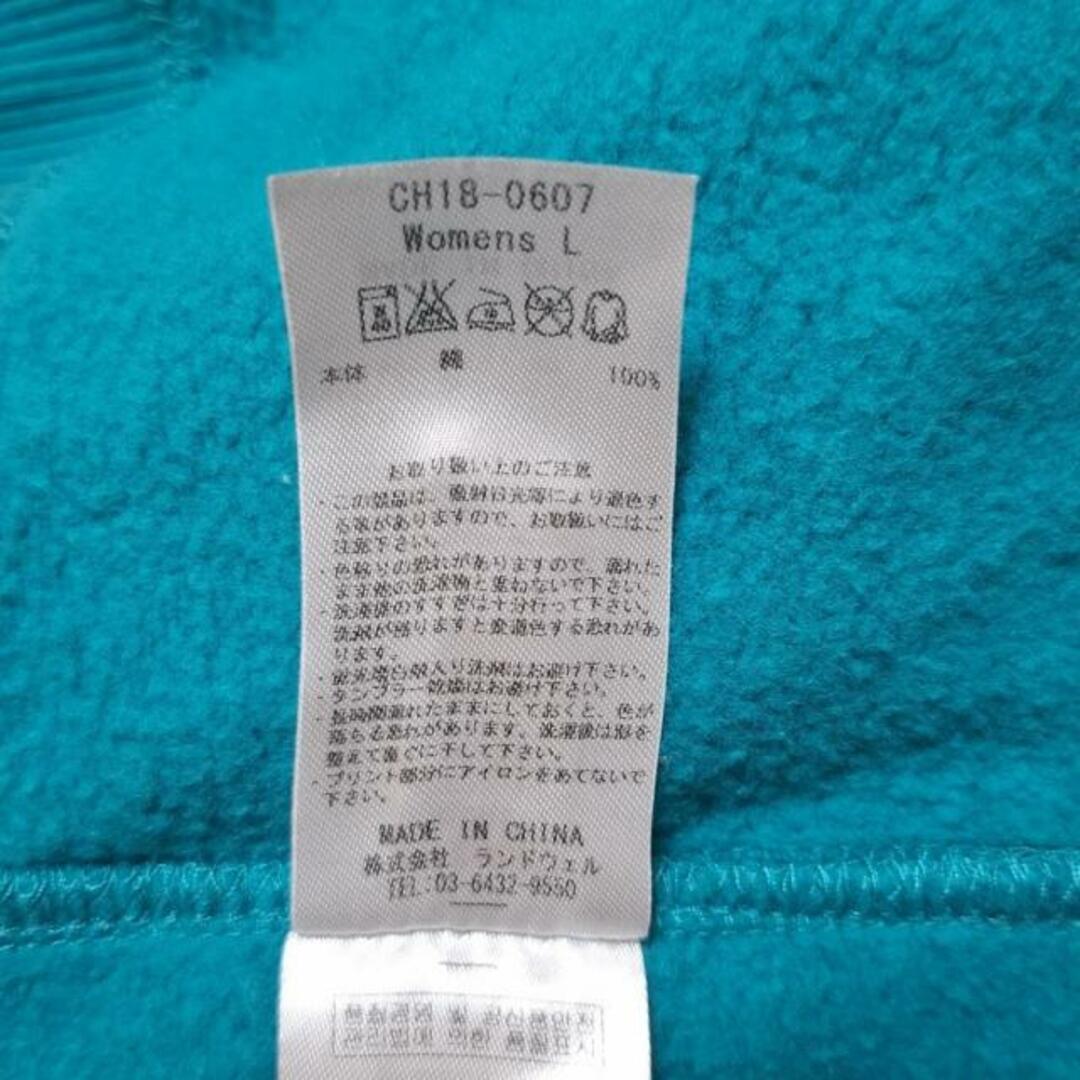 CH18-0607
Womens L
40
本体 綿 100%
お取り扱い上のご注意
・この製品は、直射日光等により退色す
る事がありますので、お取扱いにはご
注意下さい。
・色移りの恐れがありますので、濡れた
まま他の洗濯物と重ねないで下さい。
・洗濯後のすすぎは十分行って下さい。
洗剤が残りますと変退色する恐れがあ
ります。
・蛍光増白剤入り洗剤はお避け下さい。
・タンブラー乾燥はお避け下さい。
・長時間濡れたままにしておくと、色が
落ちる恐れがあります。洗濯後は形を
整えて直ぐに干して下さい。
・プリント部分にアイロンをあてないで
下さい。
MADE IN CHINA
株式会社 ランドウェル
TEL:03-6432-9550